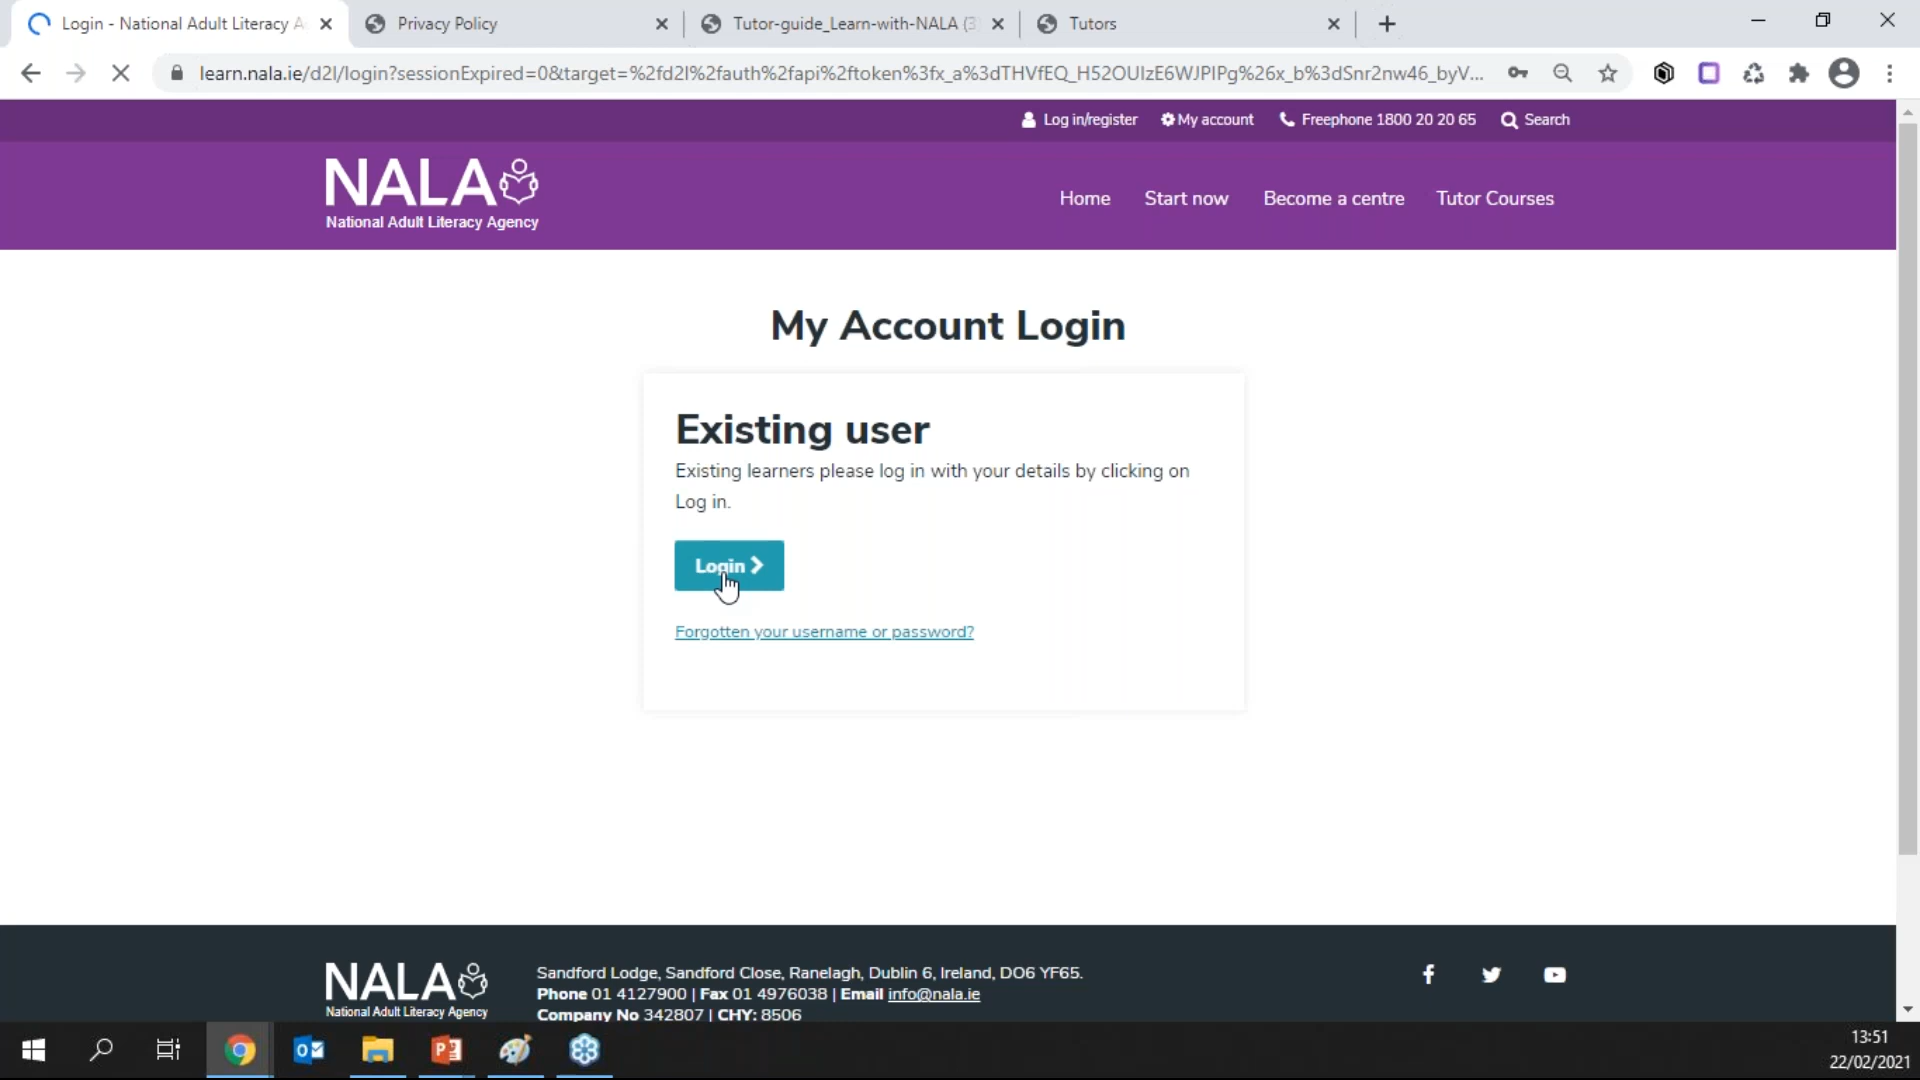 Login - National Adult Literacy A
Privacy Policy
Tutor-guide_Learn-with-NALA (3
Tutors
learn.nala.ie/d2l/login?sessionExpired=0&target=%2fd2l%2fauth%2fapi%2ftoken%3fx_a%3dTHVfEQ_H52OUIzE6WJPIPg%26x_b%3dSnr2nw46_byV...
Log in/register My account Freephone 1800 20 20 65 Search
NALA
National Adult Literacy Agency
Home Start now Become a centre Tutor Courses
My Account Login
Existing user
Existing learners please log in with your details by clicking on
Log in.
Login
Forgotten your username or password?
NALA
National Adult Literacy Agency
Sandford Lodge, Sandford Close, Ranelagh, Dublin 6, Ireland, DO6 YF65.
Phone 01 4127900 | Fax 01 4976038 | Email info@nala.ie
Company No 342807 | CHY: 8506
13:51
22/02/2021